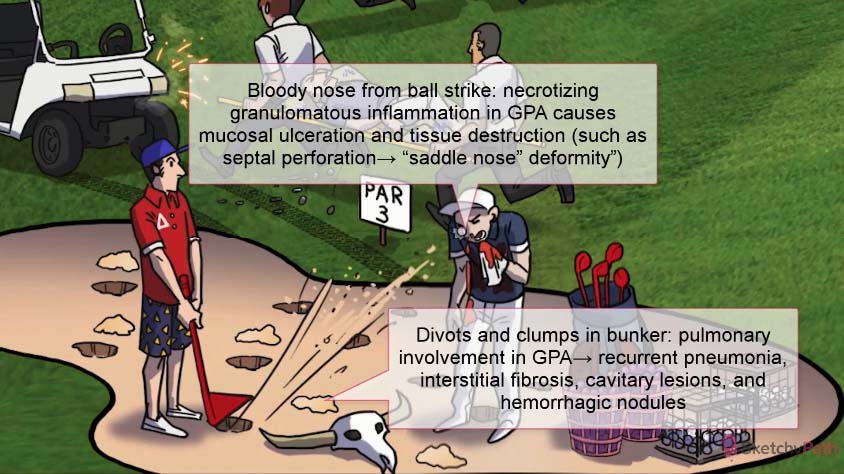 Bloody nose from ball strike: necrotizing
granulomatous inflammation in GPA causes
mucosal ulceration and tissue destruction (such as
septal perforation→ “saddle nose” deformity”)
PAR
3
Divots and clumps in bunker: pulmonary
involvement in GPA→ recurrent pneumonia,
interstitial fibrosis, cavitary lesions, and
hemorrhagic nodules
SketchyPath